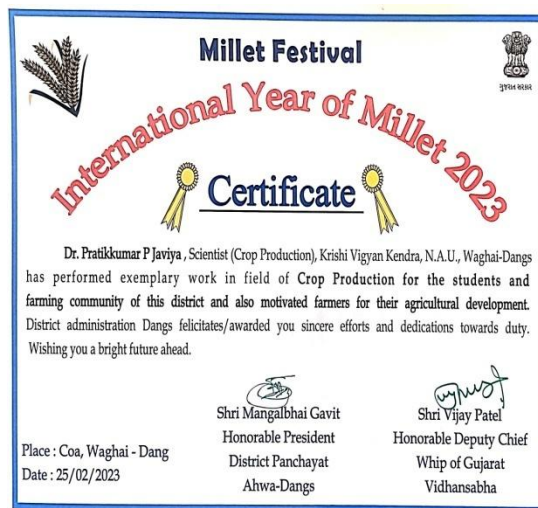 Millet Festival
ગુજરાત સરકાર
International Year of Millet 2023
Certificate
Dr. Pratikkumar P Javiya , Scientist (Crop Production), Krishi Vigyan Kendra, N.A.U., Waghai-Dangs
has performed exemplary work in field of Crop Production for the students and
farming community of this district and also motivated farmers for their agricultural development.
District administration Dangs felicitates/awarded you sincere efforts and dedications towards duty.
Wishing you a bright future ahead.
Shri Mangalbhai Gavit
Honorable President
District Panchayat
Ahwa-Dangs
Shri Vijay Patel
Honorable Deputy Chief
Whip of Gujarat
Vidhansabha
Place : Coa, Waghai - Dang
Date : 25/02/2023